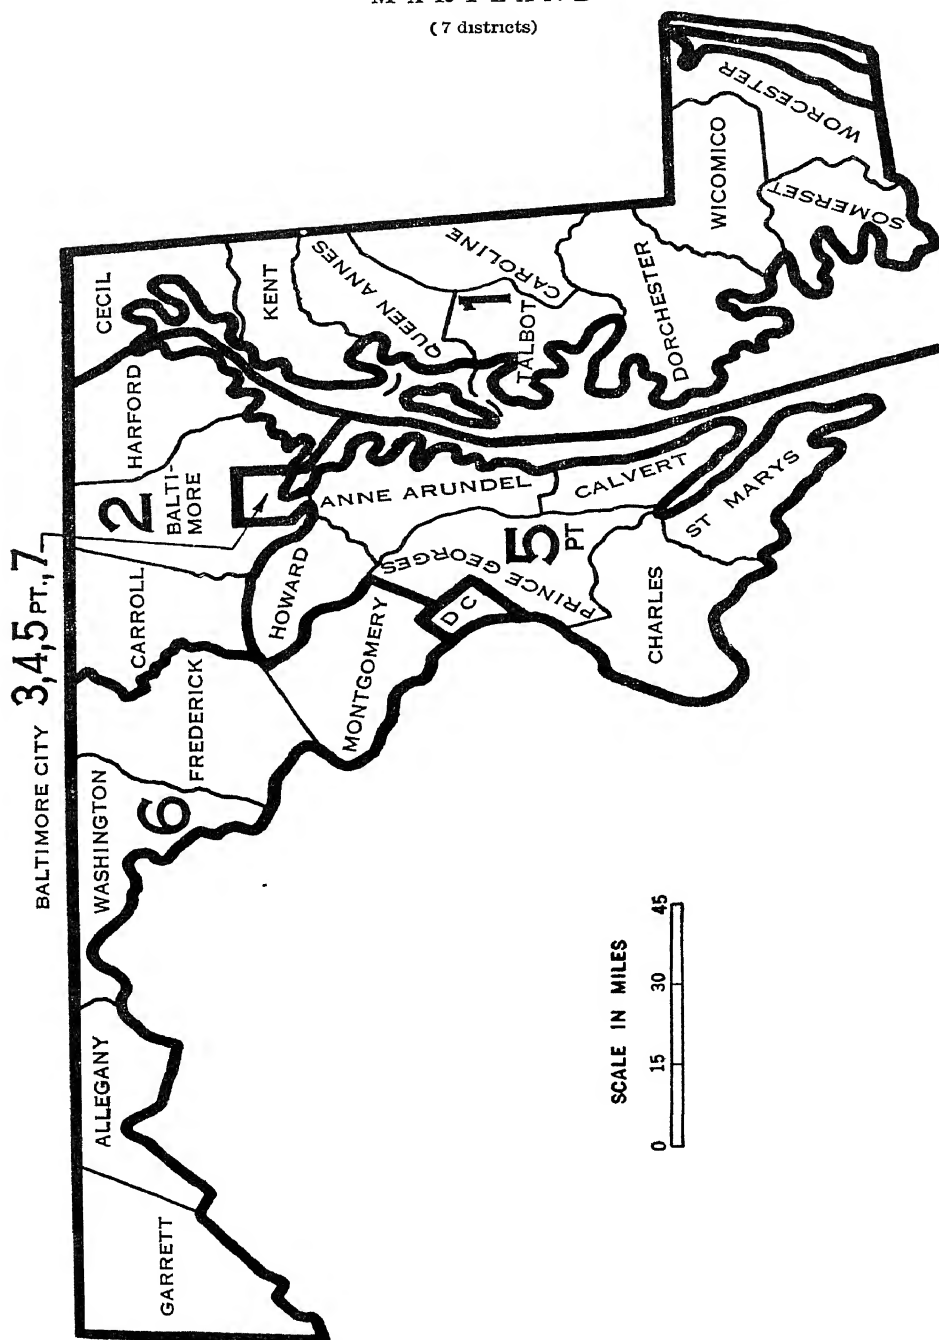 (7 districts)
BALTIMORE CITY 3,4,5 PT.,7
GARRETT
ALLEGANY
WASHINGTON
6
FREDERICK
CARROLL
2
BALTI-
MORE
HARFORD
CECIL
KENT
QUEEN ANNES
CAROLINE
1
TALBOT
DORCHESTER
WICOMICO
WORCESTER
SOMERSET
MONTGOMERY
HOWARD
ANNE ARUNDEL
PRINCE GEORGES
5
PT
D C
CALVERT
CHARLES
ST MARYS
SCALE IN MILES
0 15 30 45